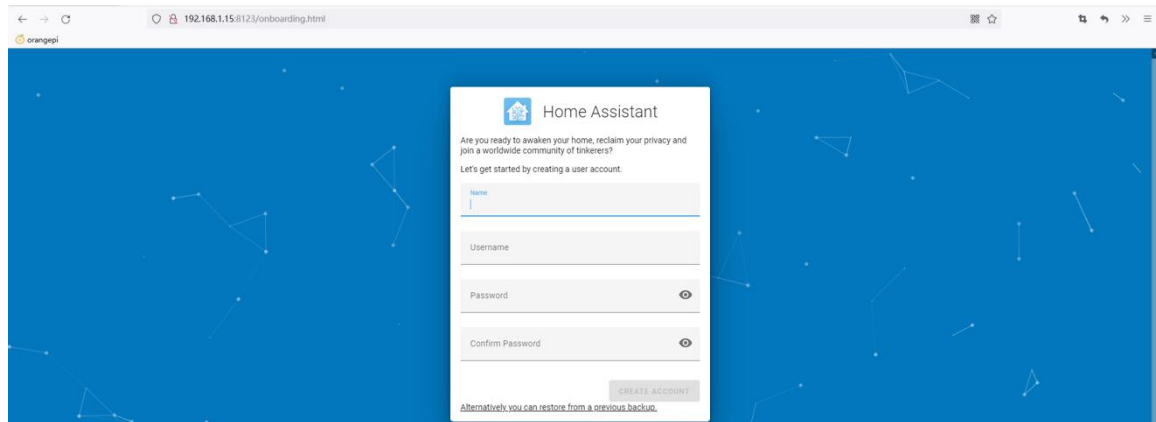 192.168.1.15:8123/onboarding.html
orangepi
Home Assistant
Are you ready to awaken your home, reclaim your privacy and
join a worldwide community of tinkerers?
Let's get started by creating a user account.
Name
Username
Password
Confirm Password
CREATE ACCOUNT
Alternatively you can restore from a previous backup.